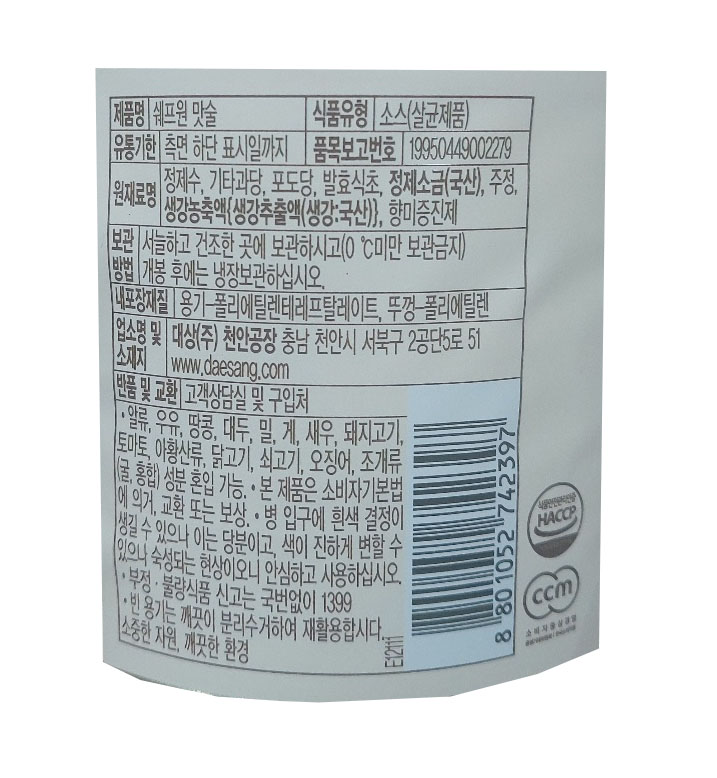 제품명 쉐프원 맛술 식품유형 소스(살균제품)
유통기한 측면 하단 표시일까지 품목보고번호 19950449002279
원재료명 정제수, 기타과당, 포도당, 발효식초, 정제소금(국산), 주정,
생강농축액{생강추출액(생강:국산)}, 향미증진제
보관 서늘하고 건조한 곳에 보관하시고(0 ℃미만 보관금지)
방법 개봉 후에는 냉장보관하십시오.
내포장재질 용기-폴리에틸렌테레프탈레이트, 뚜껑-폴리에틸렌
업소명 및 대상(주) 천안공장 충남 천안시 서북구 2공단5로 51
소재지 www.daesang.com
반품 및 교환 고객상담실 및 구입처
• 알류, 우유, 땅콩, 대두, 밀, 게, 새우, 돼지고기,
토마토, 아황산류, 닭고기, 쇠고기, 오징어, 조개류
(굴, 홍합) 성분 혼입 가능. • 본 제품은 소비자기본법
에 의거, 교환 또는 보상. • 병 입구에 흰색 결정이
생길 수 있으나 이는 당분이고, 색이 진하게 변할 수
있으나 숙성되는 현상이오니 안심하고 사용하십시오.
• 부정·불량식품 신고는 국번없이 1399
• 빈 용기는 깨끗이 분리수거하여 재활용합시다.
소중한 자원, 깨끗한 환경
E12111
8 801052 742397
HACCP
ccm